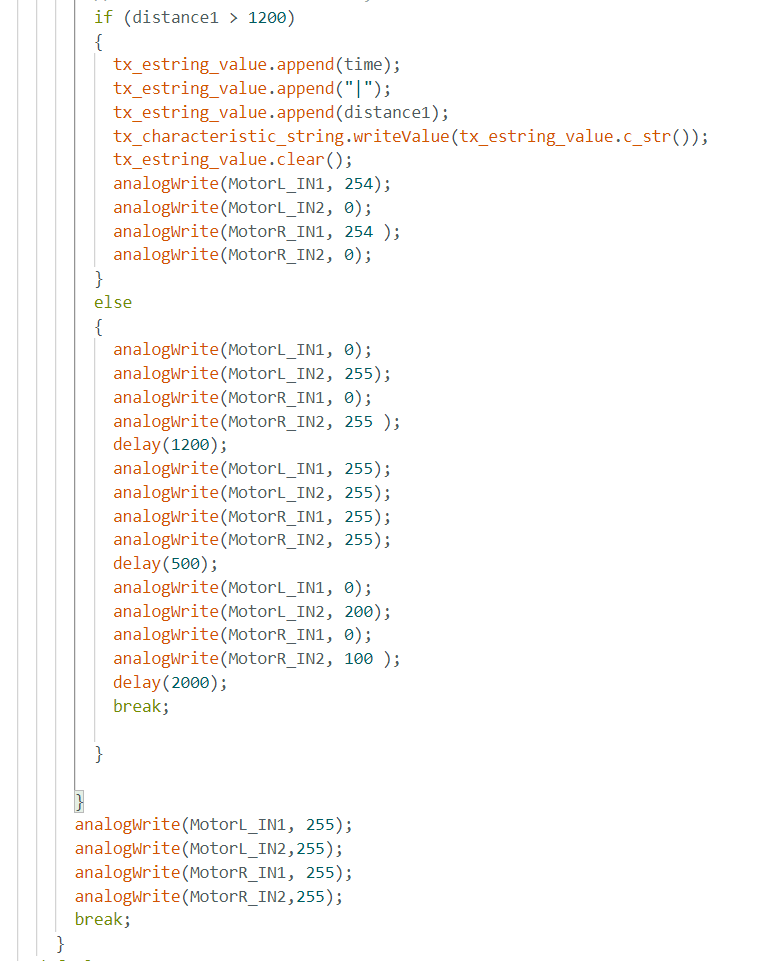 if (distance1 > 1200)
{
tx_estring_value.append(time);
tx_estring_value.append("|");
tx_estring_value.append(distance1);
tx_characteristic_string.writeValue(tx_estring_value.c_str());
tx_estring_value.clear();
analogWrite(MotorL_IN1, 254);
analogWrite(MotorL_IN2, 0);
analogWrite(MotorR_IN1, 254 );
analogWrite(MotorR_IN2, 0);
}
else
{
analogWrite(MotorL_IN1, 0);
analogWrite(MotorL_IN2, 255);
analogWrite(MotorR_IN1, 0);
analogWrite(MotorR_IN2, 255 );
delay(1200);
analogWrite(MotorL_IN1, 255);
analogWrite(MotorL_IN2, 255);
analogWrite(MotorR_IN1, 255);
analogWrite(MotorR_IN2, 255);
delay(500);
analogWrite(MotorL_IN1, 0);
analogWrite(MotorL_IN2, 200);
analogWrite(MotorR_IN1, 0);
analogWrite(MotorR_IN2, 100 );
delay(2000);
break;
}
}
analogWrite(MotorL_IN1, 255);
analogWrite(MotorL_IN2,255);
analogWrite(MotorR_IN1, 255);
analogWrite(MotorR_IN2,255);
break;
}